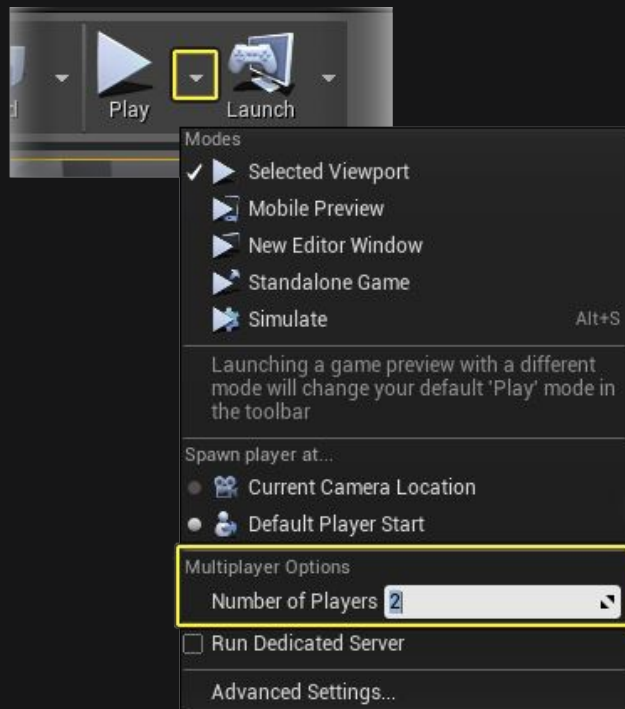 Play
Launch
Modes
Selected Viewport
Mobile Preview
New Editor Window
Standalone Game
Simulate Alt+S
Launching a game preview with a different
mode will change your default 'Play' mode in
the toolbar
Spawn player at...
Current Camera Location
Default Player Start
Multiplayer Options
Number of Players 2
Run Dedicated Server
Advanced Settings...